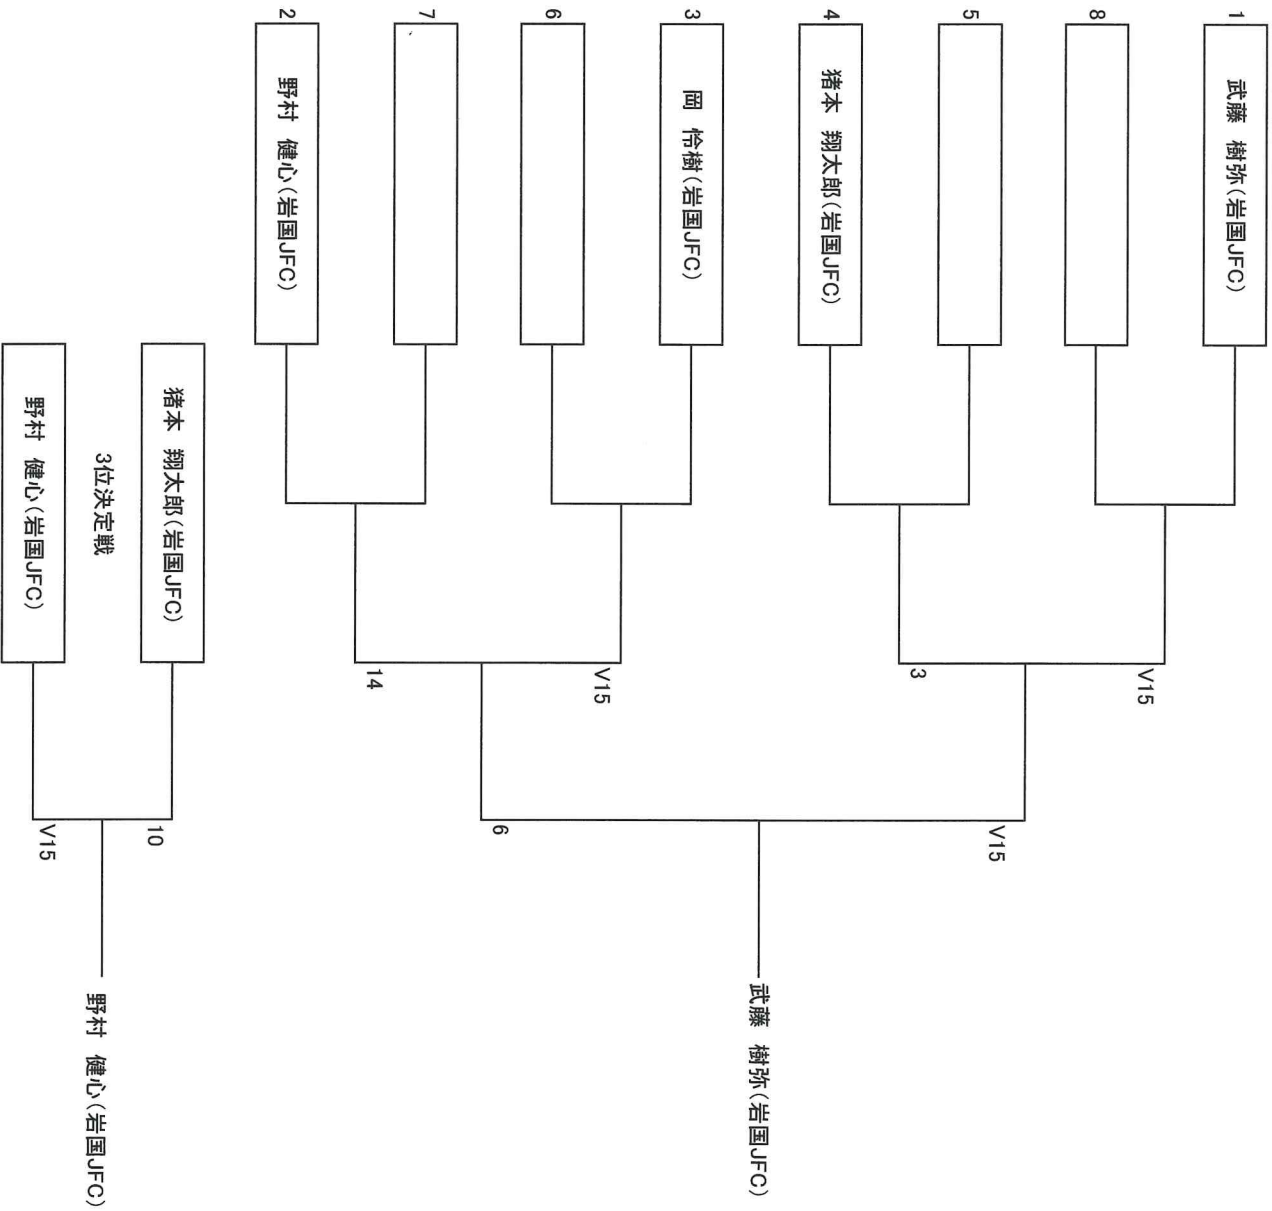 1
武藤　樹弥(岩国JFC)
8
5
4
猪本　翔太郎(岩国JFC)
3
岡　怜樹(岩国JFC)
6
7
2
野村　健心(岩国JFC)
V15
3
V15
14
V15
6
武藤　樹弥(岩国JFC)
3位決定戦
猪本　翔太郎(岩国JFC)
野村　健心(岩国JFC)
10
V15
野村　健心(岩国JFC)